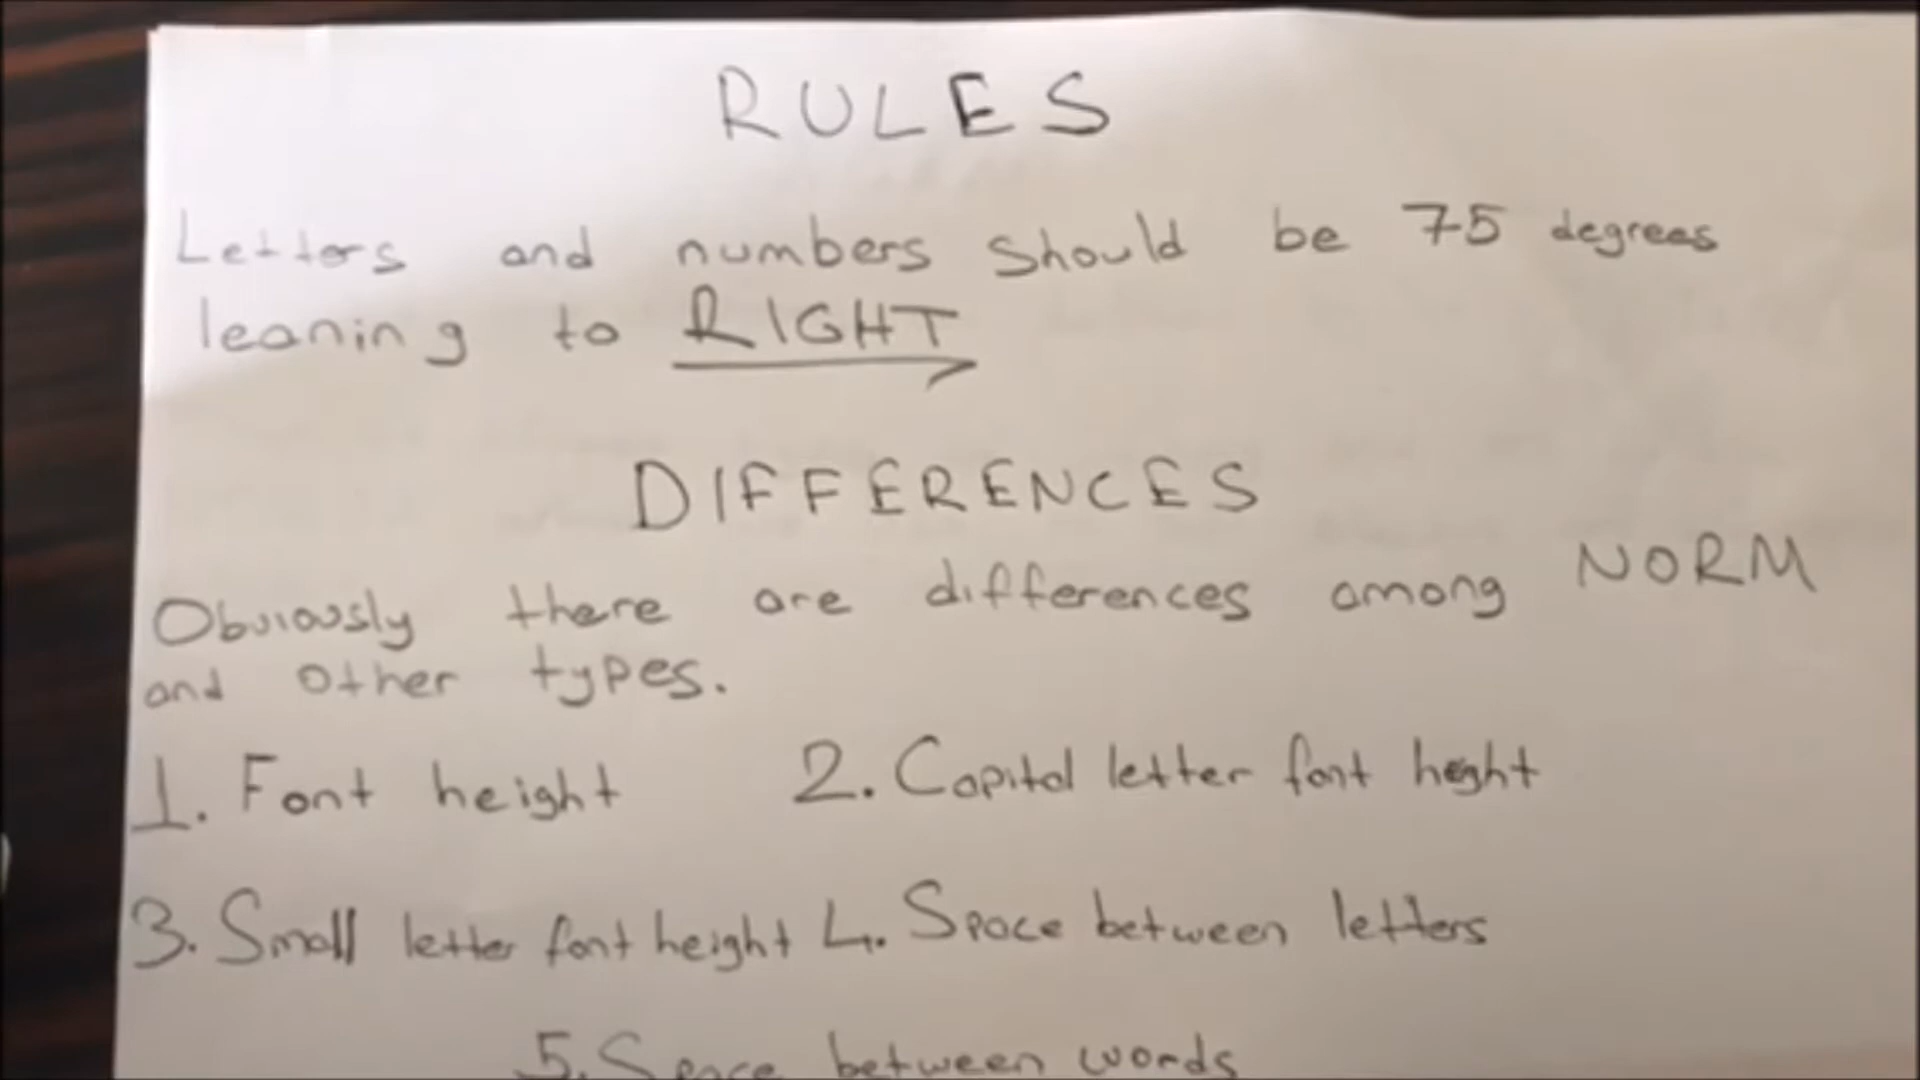 RULES
Letters and numbers should be 75 degrees
leaning to RIGHT
DIFFERENCES
Obviously there are differences among NORM
and other types.
1. Font height 2. Capital letter font height
3. Small letter font height 4. Space between letters
5. Space between words